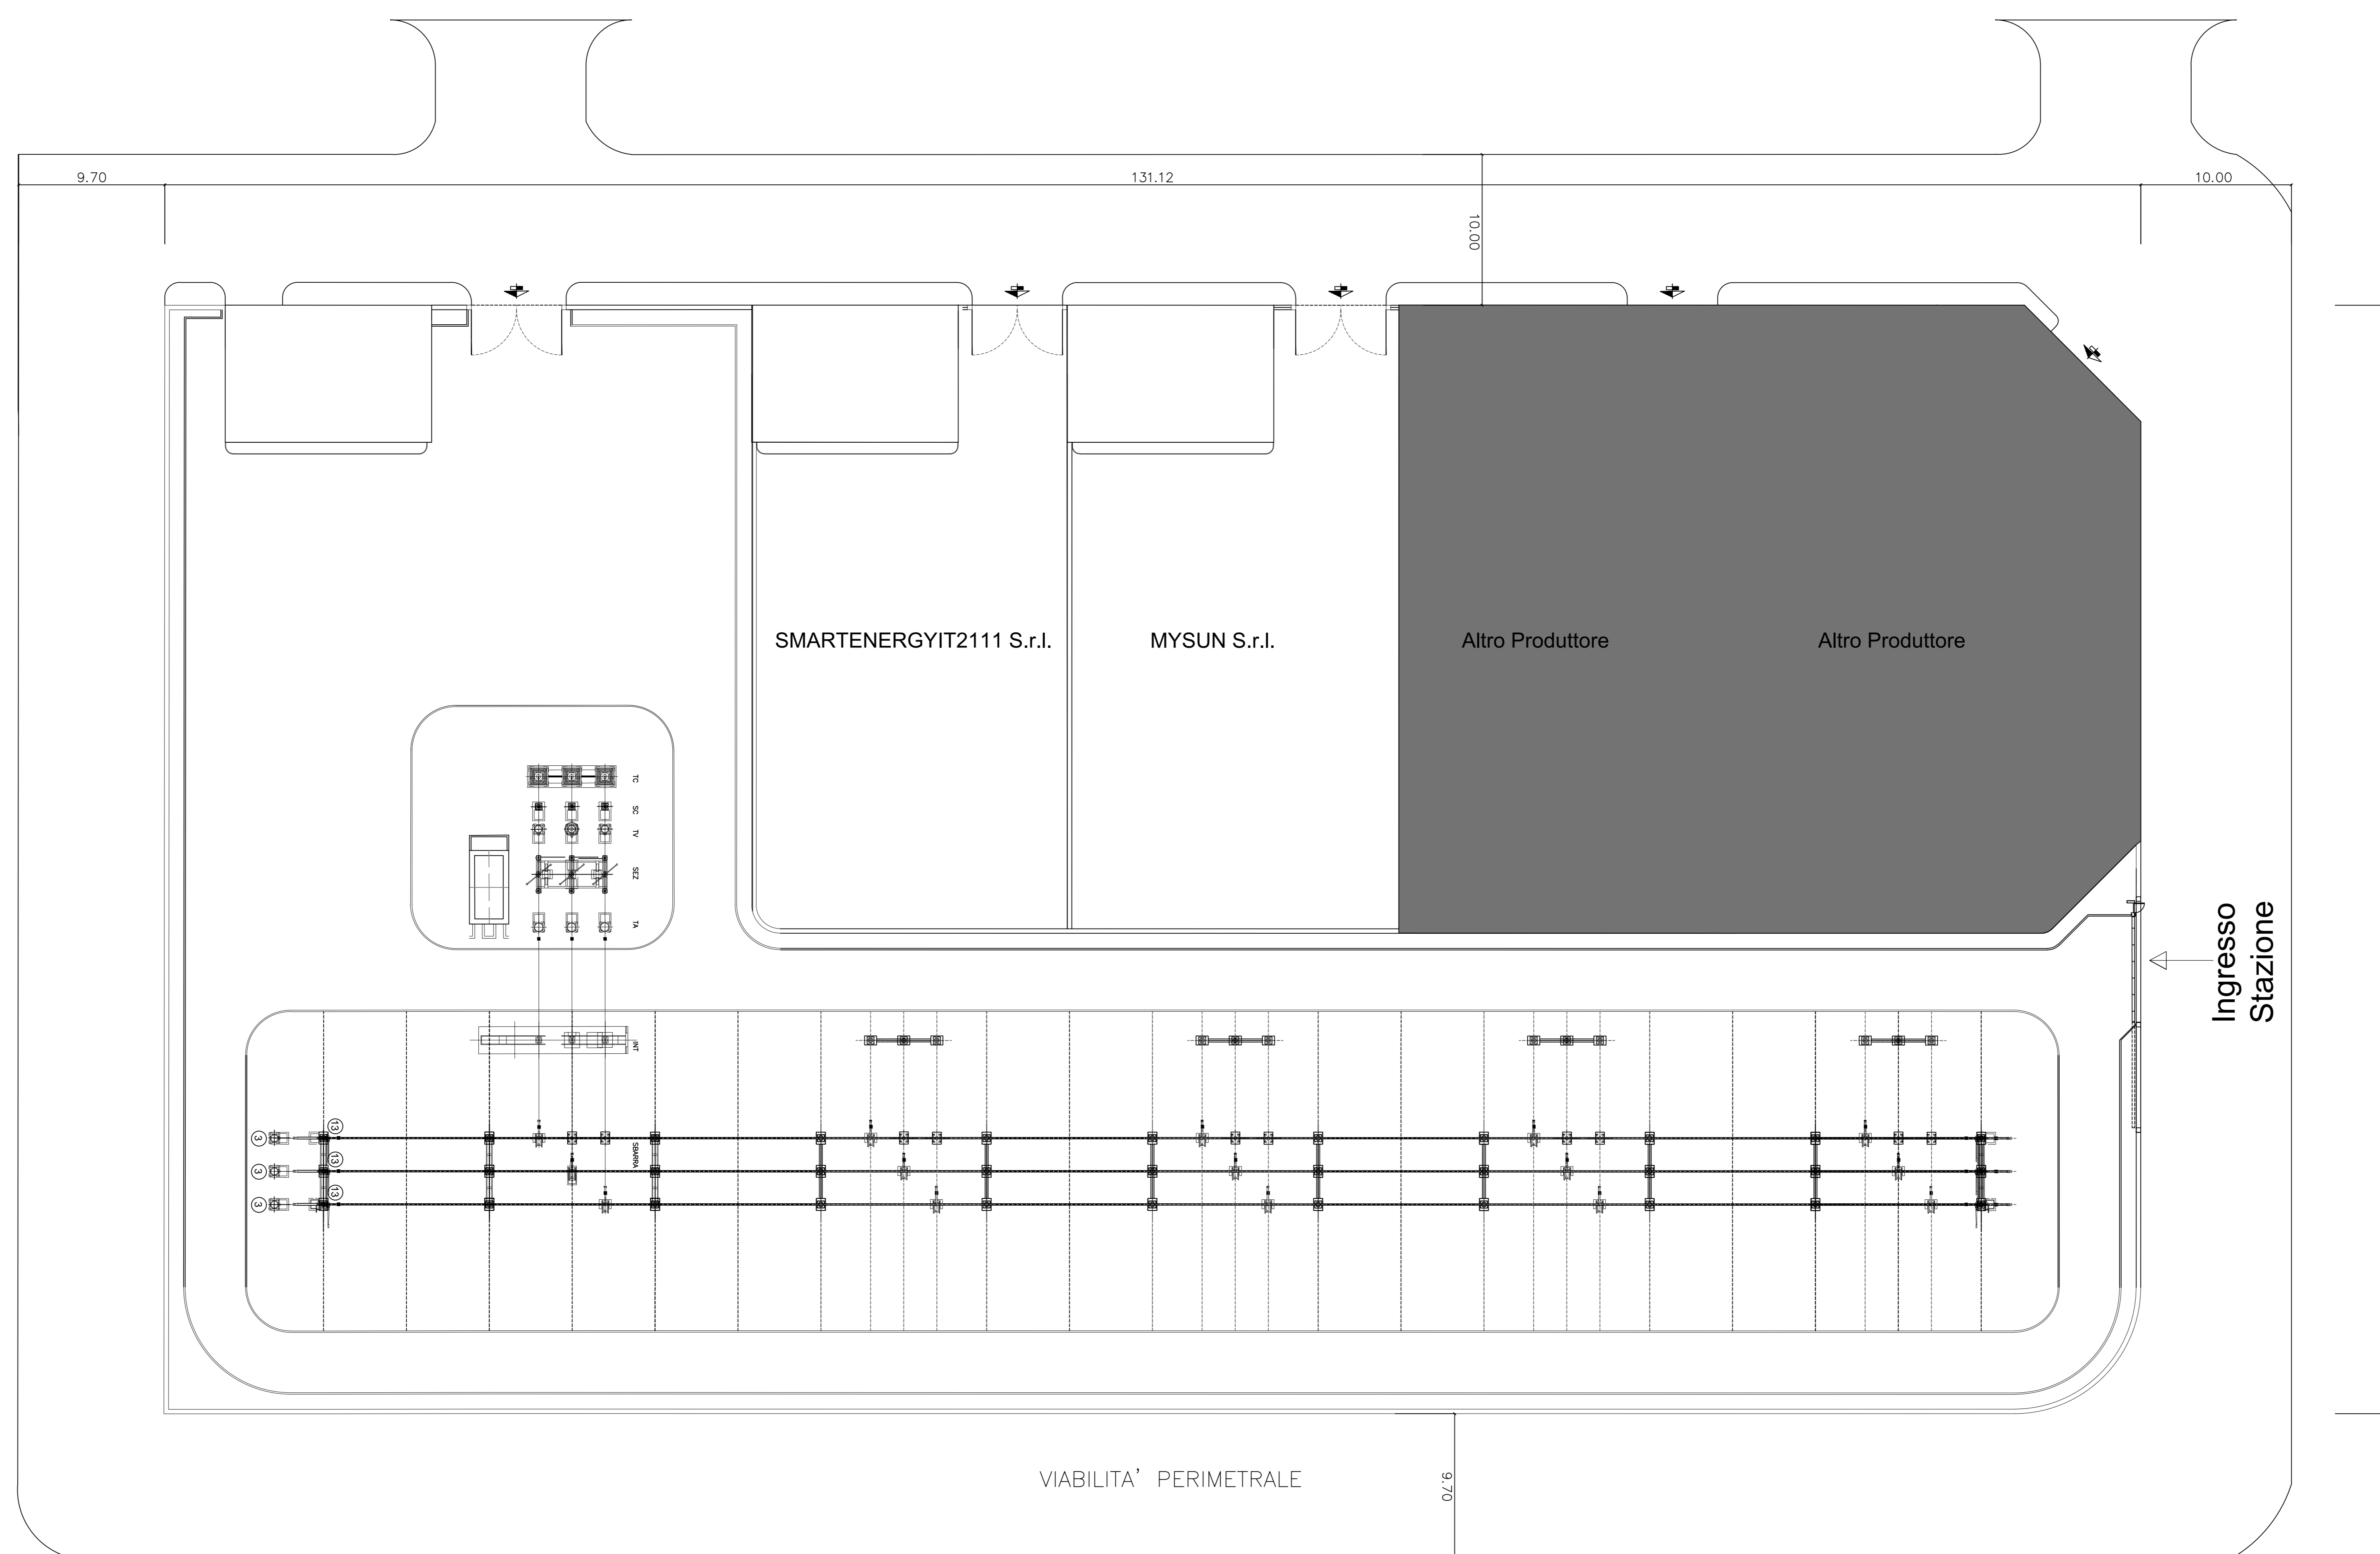 9.70
131.12
10.00
10.00
SMARTENERGYIT2111 S.r.l.
MYSUN S.r.l.
Altro Produttore
Altro Produttore
TC
SC
TV
SEZ
TA
Ingresso
Stazione
INT
3
13
SBARRA
3
13
3
13
VIABILITA' PERIMETRALE
9.70